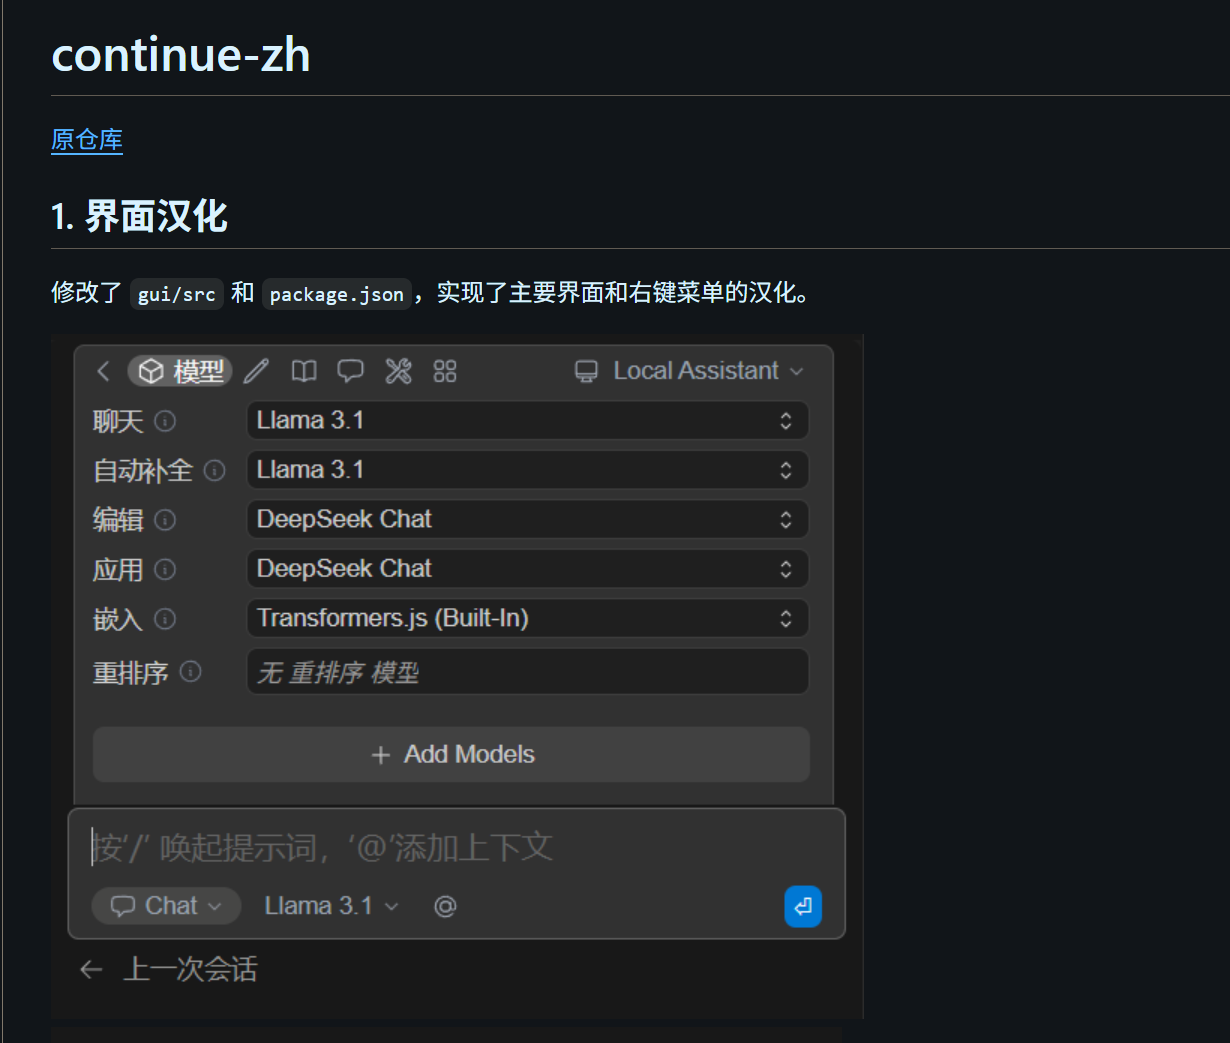 continue-zh
原仓库
1. 界面汉化
修改了 gui/src 和 package.json，实现了主要界面和右键菜单的汉化。
模型 Local Assistant
聊天 Llama 3.1
自动补全 Llama 3.1
编辑 DeepSeek Chat
应用 DeepSeek Chat
嵌入 Transformers.js (Built-In)
重排序 无 重排序 模型
+ Add Models
按‘/’ 唤起提示词，‘@’添加上下文
Chat Llama 3.1 @
← 上一次会话